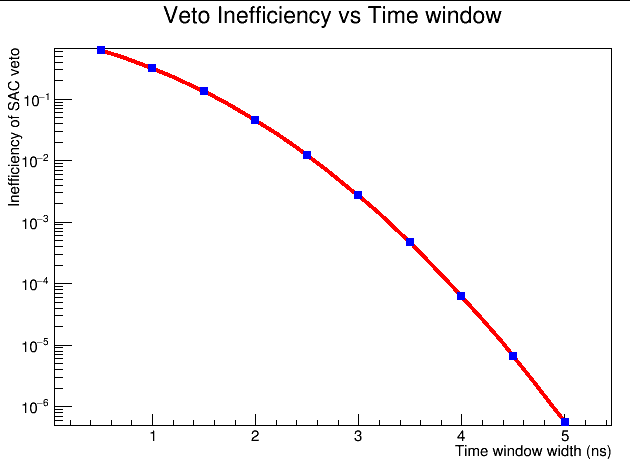 Veto Inefficiency vs Time window
Inefficiency of SAC veto
10⁻¹
10⁻²
10⁻³
10⁻⁴
10⁻⁵
10⁻⁶
1 2 3 4 5
Time window width (ns)